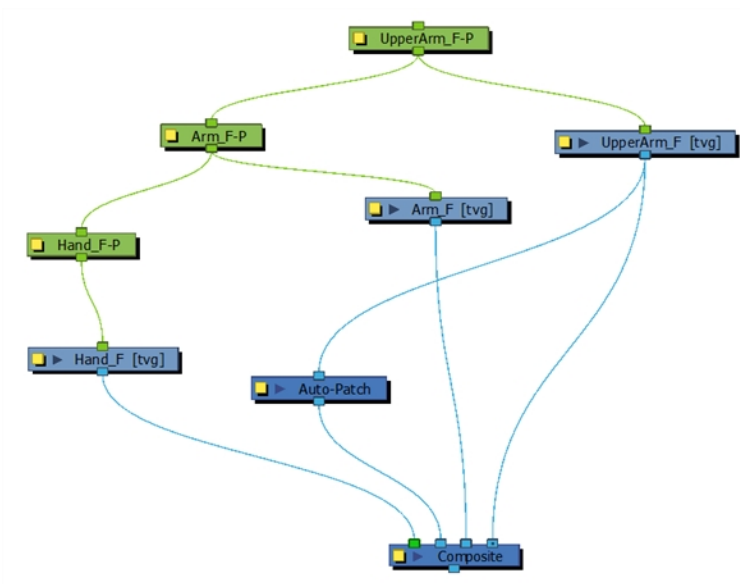 UpperArm_F-P
Arm_F-P
UpperArm_F [tvg]
Arm_F [tvg]
Hand_F-P
Hand_F [tvg]
Auto-Patch
Composite